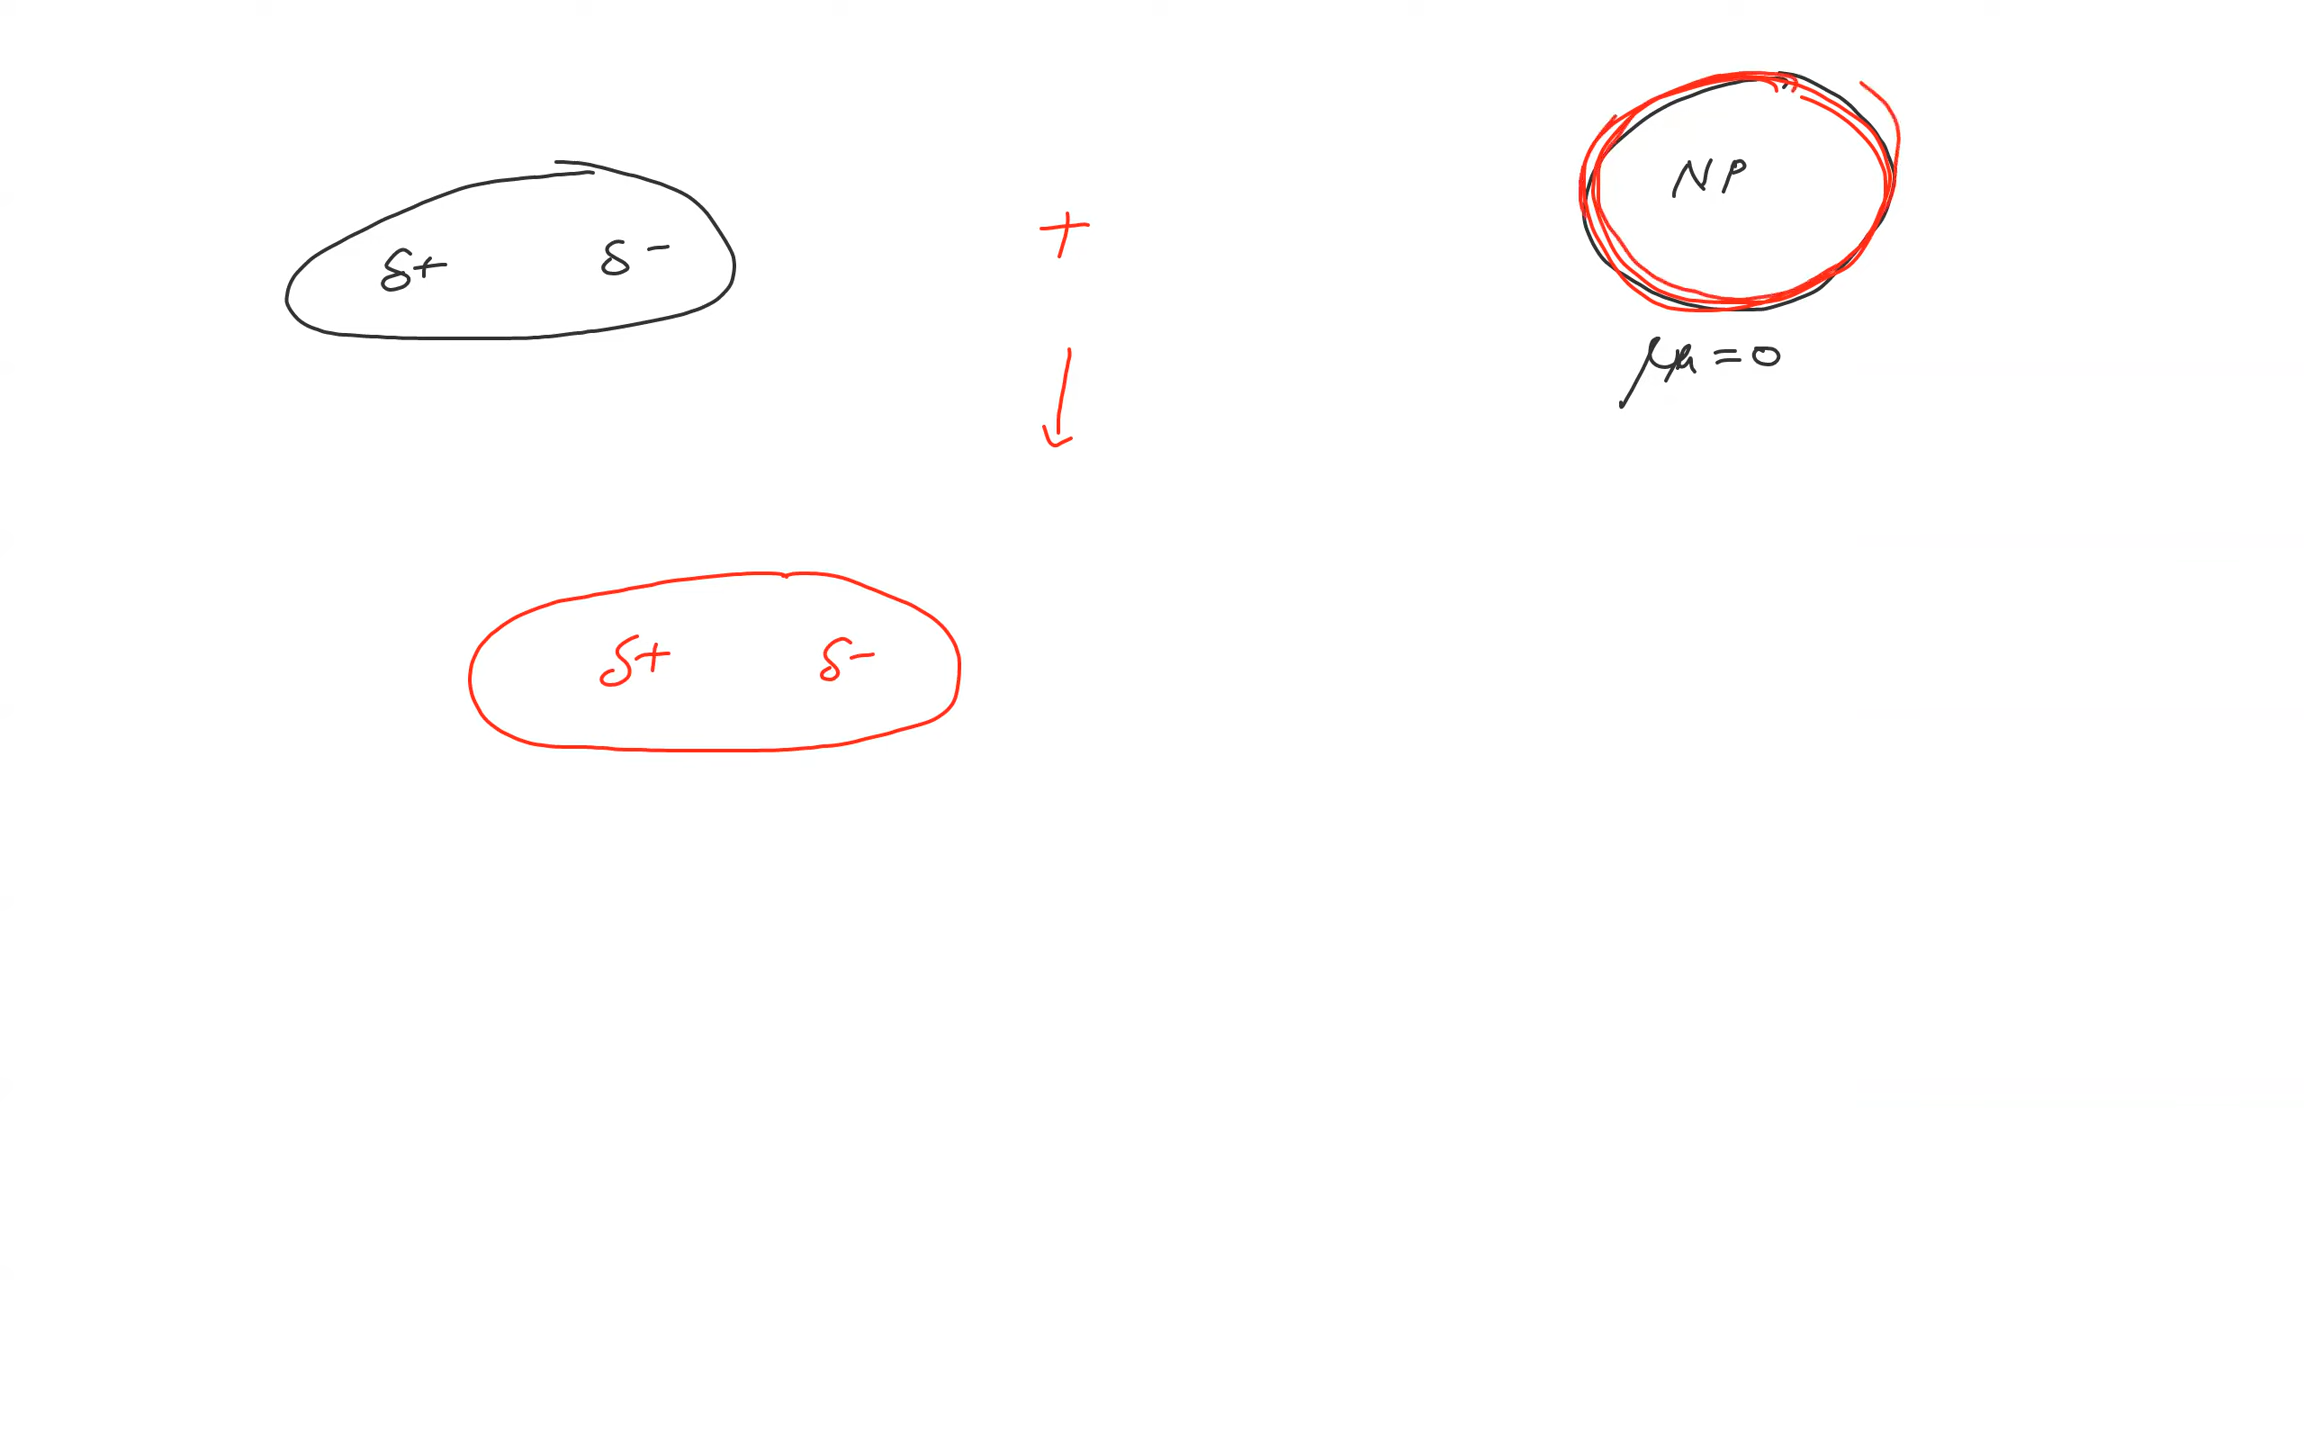 NP
δ+ δ-
+
μ = 0
δ+ δ-